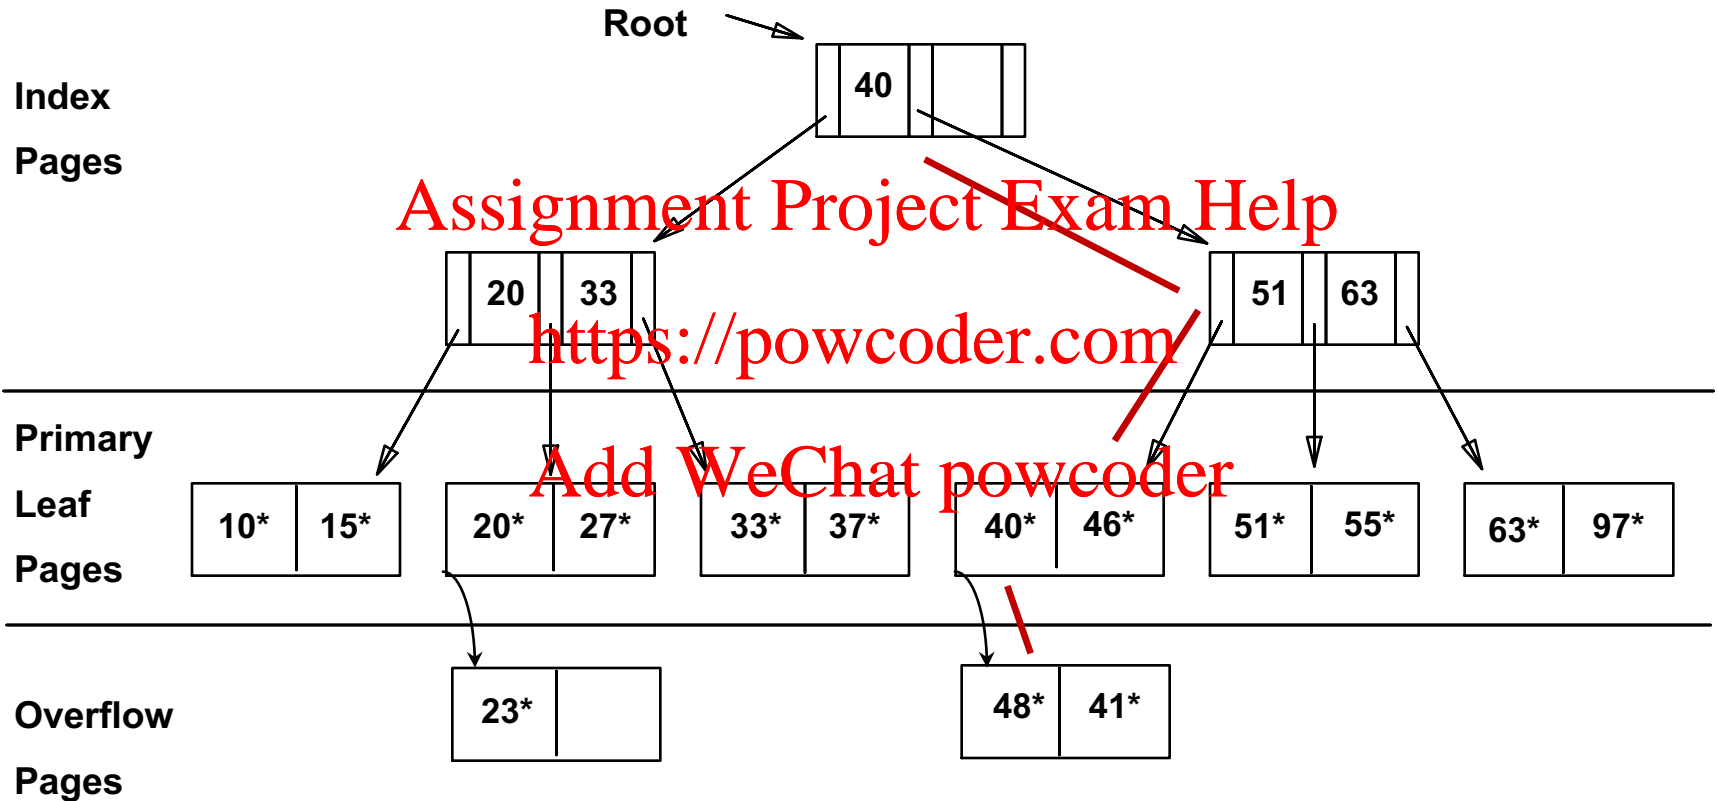 Root
Index
Pages
40
Assignment Project Exam Help
20 33
51 63
https://powcoder.com
Primary
Leaf
Pages
Add WeChat powcoder
10* 15*
20* 27*
33* 37*
40* 46*
51* 55*
63* 97*
Overflow
Pages
23*
48* 41*